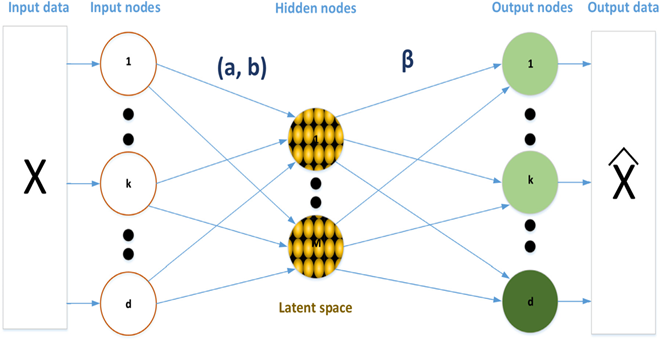 Input data
Input nodes
Hidden nodes
Output nodes
Output data
(a, b)
β
1
1
1
k
k
M
d
d
X
X̂
Latent space